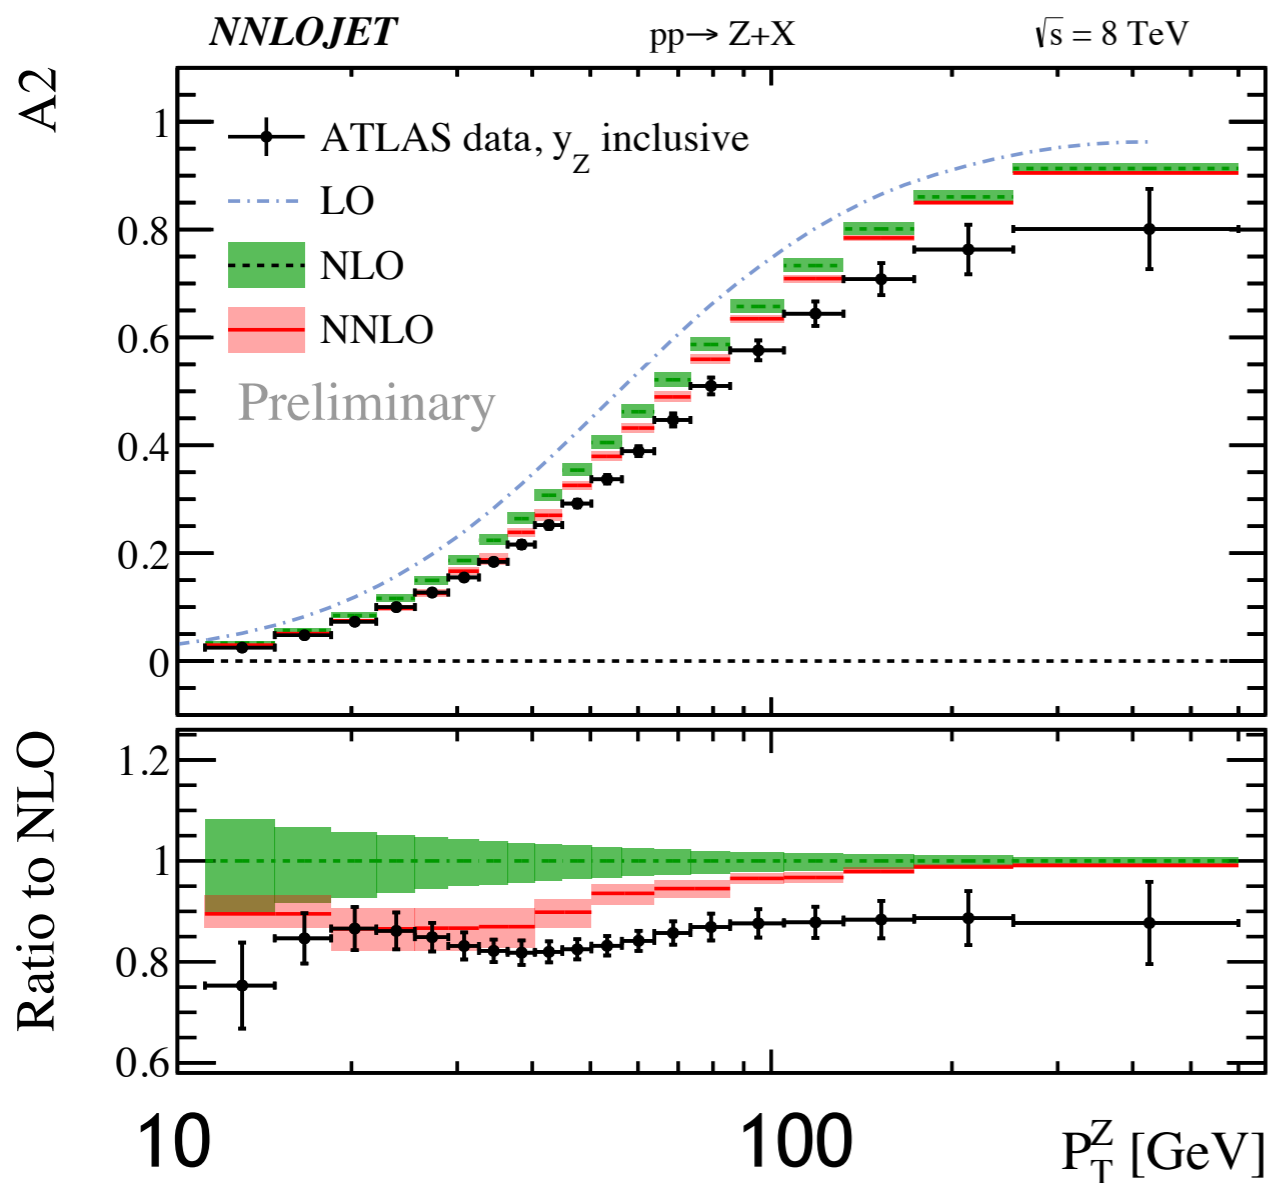 NNLOJET pp→ Z+X √s = 8 TeV
A2
1
ATLAS data, y_Z inclusive
LO
0.8
NLO
NNLO
0.6
Preliminary
0.4
0.2
0
Ratio to NLO
1.2
1
0.8
0.6
10 100 P_T^Z [GeV]